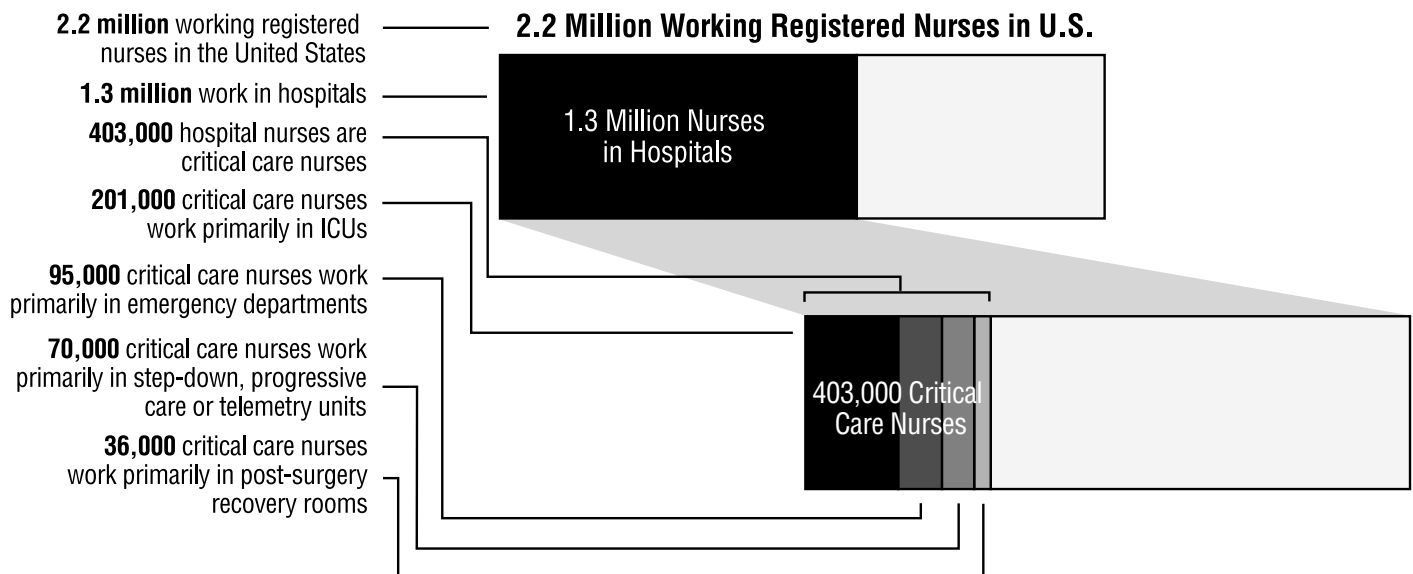 2.2 million working registered
nurses in the United States
1.3 million work in hospitals
403,000 hospital nurses are
critical care nurses
201,000 critical care nurses
work primarily in ICUs
95,000 critical care nurses work
primarily in emergency departments
70,000 critical care nurses work
primarily in step-down, progressive
care or telemetry units
36,000 critical care nurses
work primarily in post-surgery
recovery rooms
2.2 Million Working Registered Nurses in U.S.
1.3 Million Nurses
in Hospitals
403,000 Critical
Care Nurses